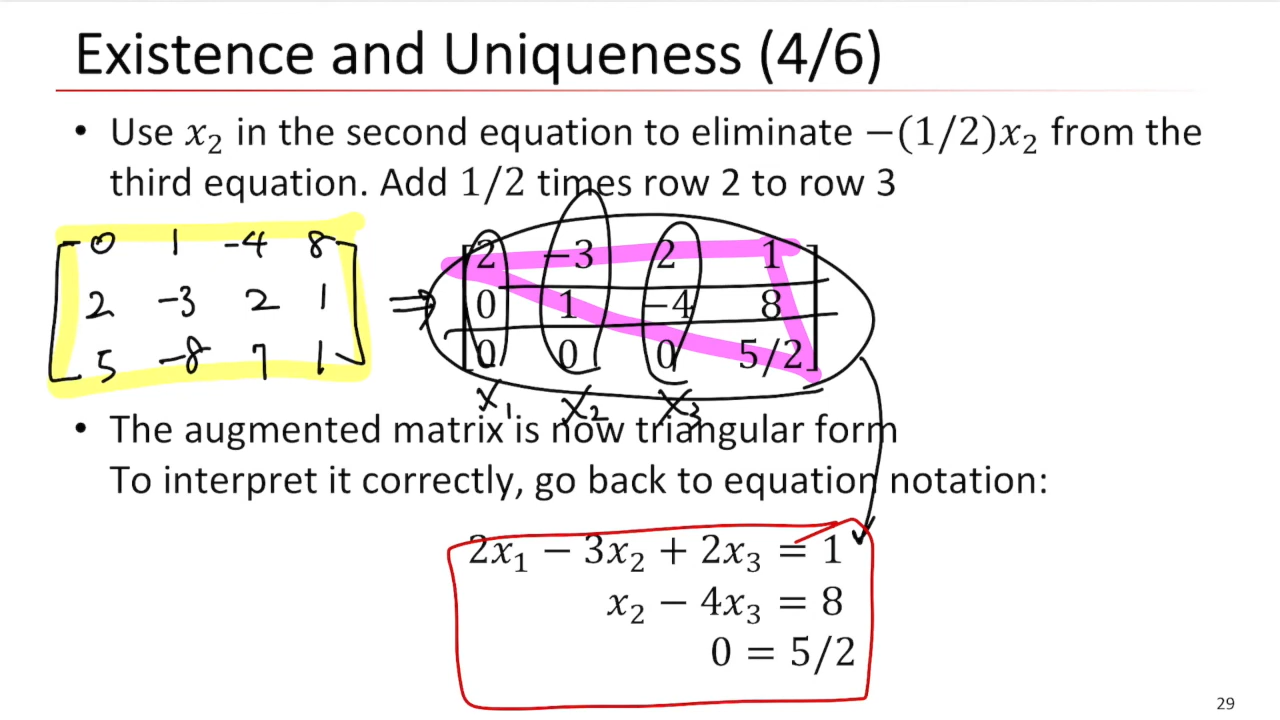 Existence and Uniqueness (4/6)
• Use x₂ in the second equation to eliminate −(1/2)x₂ from the
third equation. Add 1/2 times row 2 to row 3
0 1 -4 8
2 -3 2 1
5 -8 7 1
⇒
2 −3 2 1
0 1 −4 8
0 0 0 5/2
x₁ x₂ x₃
• The augmented matrix is now triangular form
To interpret it correctly, go back to equation notation:
2x₁ − 3x₂ + 2x₃ = 1
x₂ − 4x₃ = 8
0 = 5/2
29